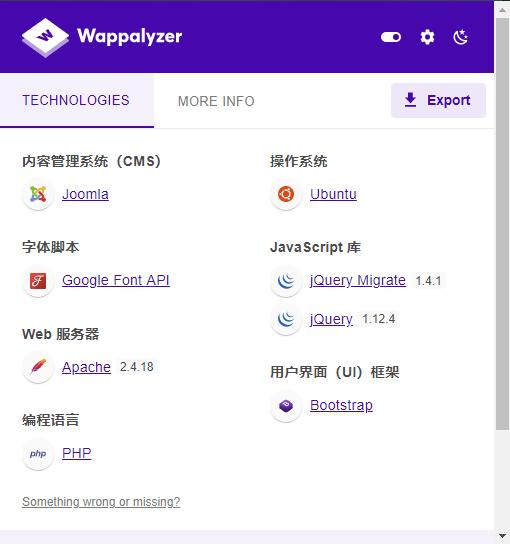 Wappalyzer
TECHNOLOGIES
MORE INFO
Export
内容管理系统（CMS）
Joomla
字体脚本
Google Font API
Web 服务器
Apache 2.4.18
编程语言
php PHP
操作系统
Ubuntu
JavaScript 库
jQuery Migrate 1.4.1
jQuery 1.12.4
用户界面（UI）框架
Bootstrap
Something wrong or missing?